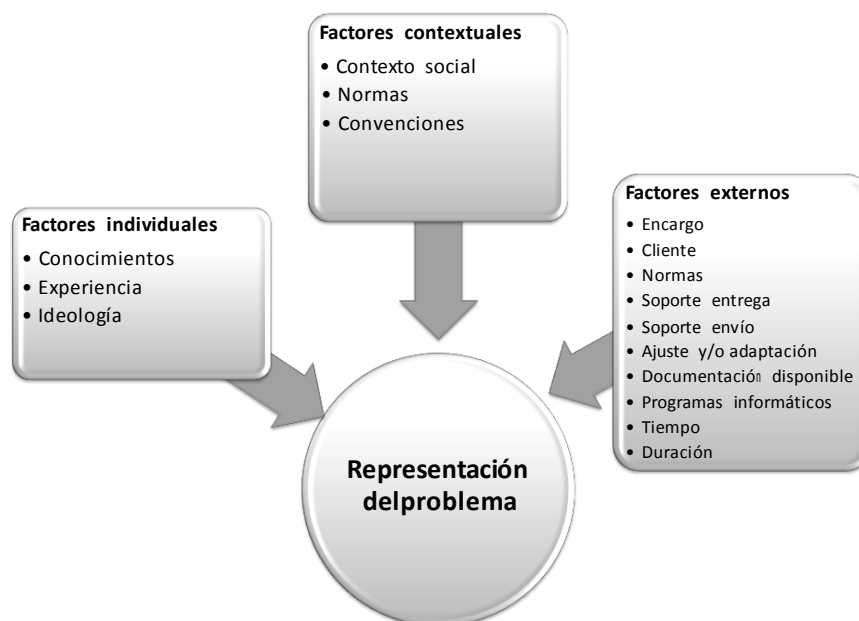 Factores contextuales
• Contexto social
• Normas
• Convenciones
Factores individuales
• Conocimientos
• Experiencia
• Ideología
Factores externos
• Encargo
• Cliente
• Normas
• Soporte entrega
• Soporte envío
• Ajuste y/o adaptación
• Documentación disponible
• Programas informáticos
• Tiempo
• Duración
Representación
delproblema